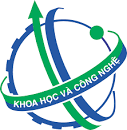 KHOA HỌC VÀ CÔNG NGHỆ